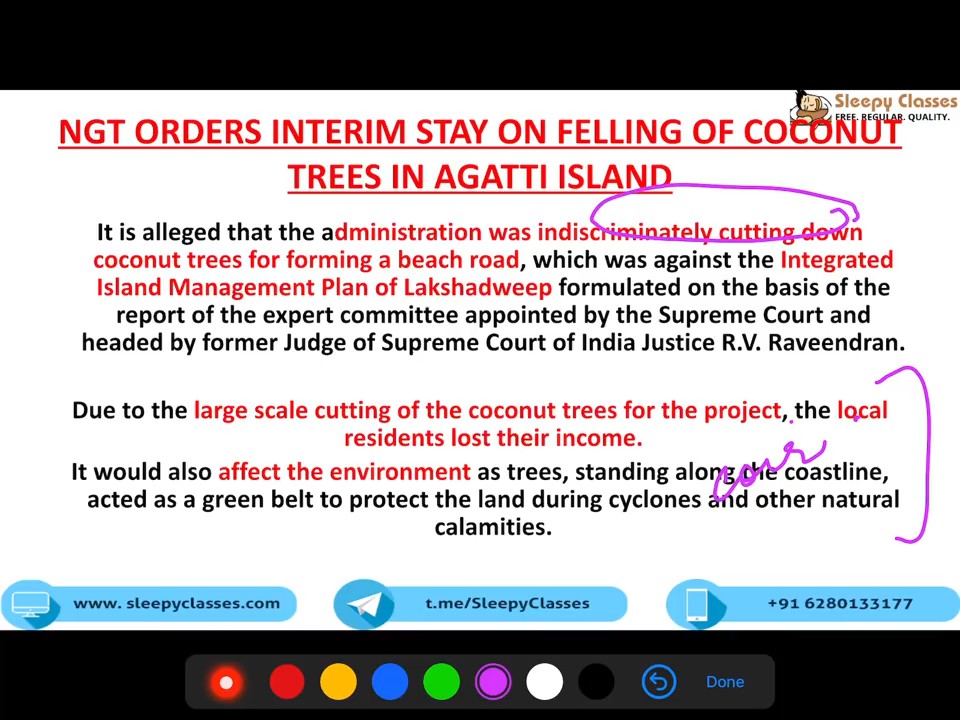 Sleepy Classes
FREE. REGULAR. QUALITY.
NGT ORDERS INTERIM STAY ON FELLING OF COCONUT
TREES IN AGATTI ISLAND
It is alleged that the administration was indiscriminately cutting down
coconut trees for forming a beach road, which was against the Integrated
Island Management Plan of Lakshadweep formulated on the basis of the
report of the expert committee appointed by the Supreme Court and
headed by former Judge of Supreme Court of India Justice R.V. Raveendran.
Due to the large scale cutting of the coconut trees for the project, the local
residents lost their income.
It would also affect the environment as trees, standing along the coastline,
acted as a green belt to protect the land during cyclones and other natural
calamities.
www. sleepyclasses.com
t.me/SleepyClasses
+91 6280133177
Done